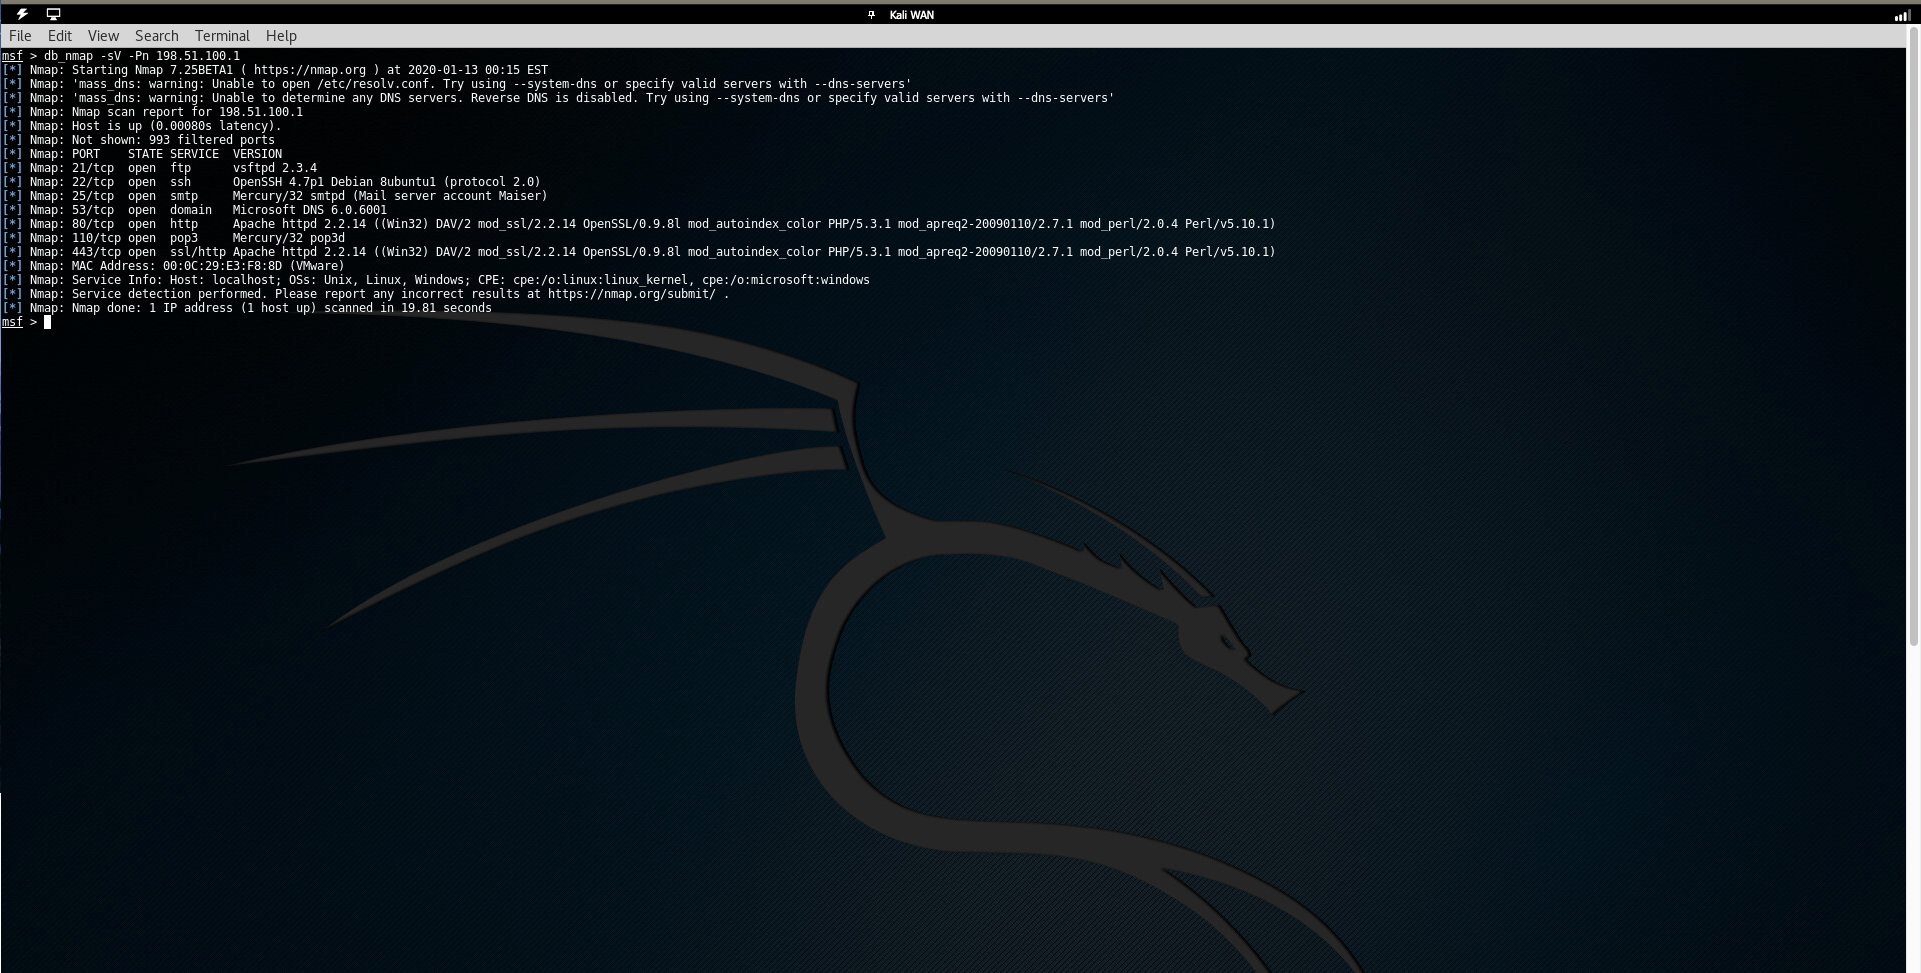 Kali WAN
File Edit View Search Terminal Help
msf > db_nmap -sV -Pn 198.51.100.1
[*] Nmap: Starting Nmap 7.25BETA1 ( https://nmap.org ) at 2020-01-13 00:15 EST
[*] Nmap: 'mass_dns: warning: Unable to open /etc/resolv.conf. Try using --system-dns or specify valid servers with --dns-servers'
[*] Nmap: 'mass_dns: warning: Unable to determine any DNS servers. Reverse DNS is disabled. Try using --system-dns or specify valid servers with --dns-servers'
[*] Nmap: Nmap scan report for 198.51.100.1
[*] Nmap: Host is up (0.00080s latency).
[*] Nmap: Not shown: 993 filtered ports
[*] Nmap: PORT    STATE SERVICE  VERSION
[*] Nmap: 21/tcp  open  ftp      vsftpd 2.3.4
[*] Nmap: 22/tcp  open  ssh      OpenSSH 4.7p1 Debian 8ubuntu1 (protocol 2.0)
[*] Nmap: 25/tcp  open  smtp     Mercury/32 smtpd (Mail server account Maiser)
[*] Nmap: 53/tcp  open  domain   Microsoft DNS 6.0.6001
[*] Nmap: 80/tcp  open  http     Apache httpd 2.2.14 ((Win32) DAV/2 mod_ssl/2.2.14 OpenSSL/0.9.8l mod_autoindex_color PHP/5.3.1 mod_apreq2-20090110/2.7.1 mod_perl/2.0.4 Perl/v5.10.1)
[*] Nmap: 110/tcp open  pop3     Mercury/32 pop3d
[*] Nmap: 443/tcp open  ssl/http Apache httpd 2.2.14 ((Win32) DAV/2 mod_ssl/2.2.14 OpenSSL/0.9.8l mod_autoindex_color PHP/5.3.1 mod_apreq2-20090110/2.7.1 mod_perl/2.0.4 Perl/v5.10.1)
[*] Nmap: MAC Address: 00:0C:29:E3:F8:8D (VMware)
[*] Nmap: Service Info: Host: localhost; OSs: Unix, Linux, Windows; CPE: cpe:/o:linux:linux_kernel, cpe:/o:microsoft:windows
[*] Nmap: Service detection performed. Please report any incorrect results at https://nmap.org/submit/ .
[*] Nmap: Nmap done: 1 IP address (1 host up) scanned in 19.81 seconds
msf >